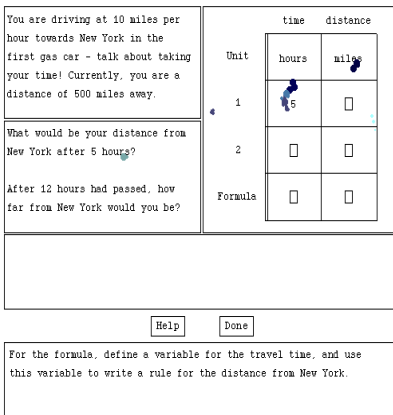 You are driving at 10 miles per
hour towards New York in the
first gas car - talk about taking
your time! Currently, you are a
distance of 500 miles away.
What would be your distance from
New York after 5 hours?
After 12 hours had passed, how
far from New York would you be?
time distance
Unit hours miles
1 5
2
Formula
Help Done
For the formula, define a variable for the travel time, and use
this variable to write a rule for the distance from New York.